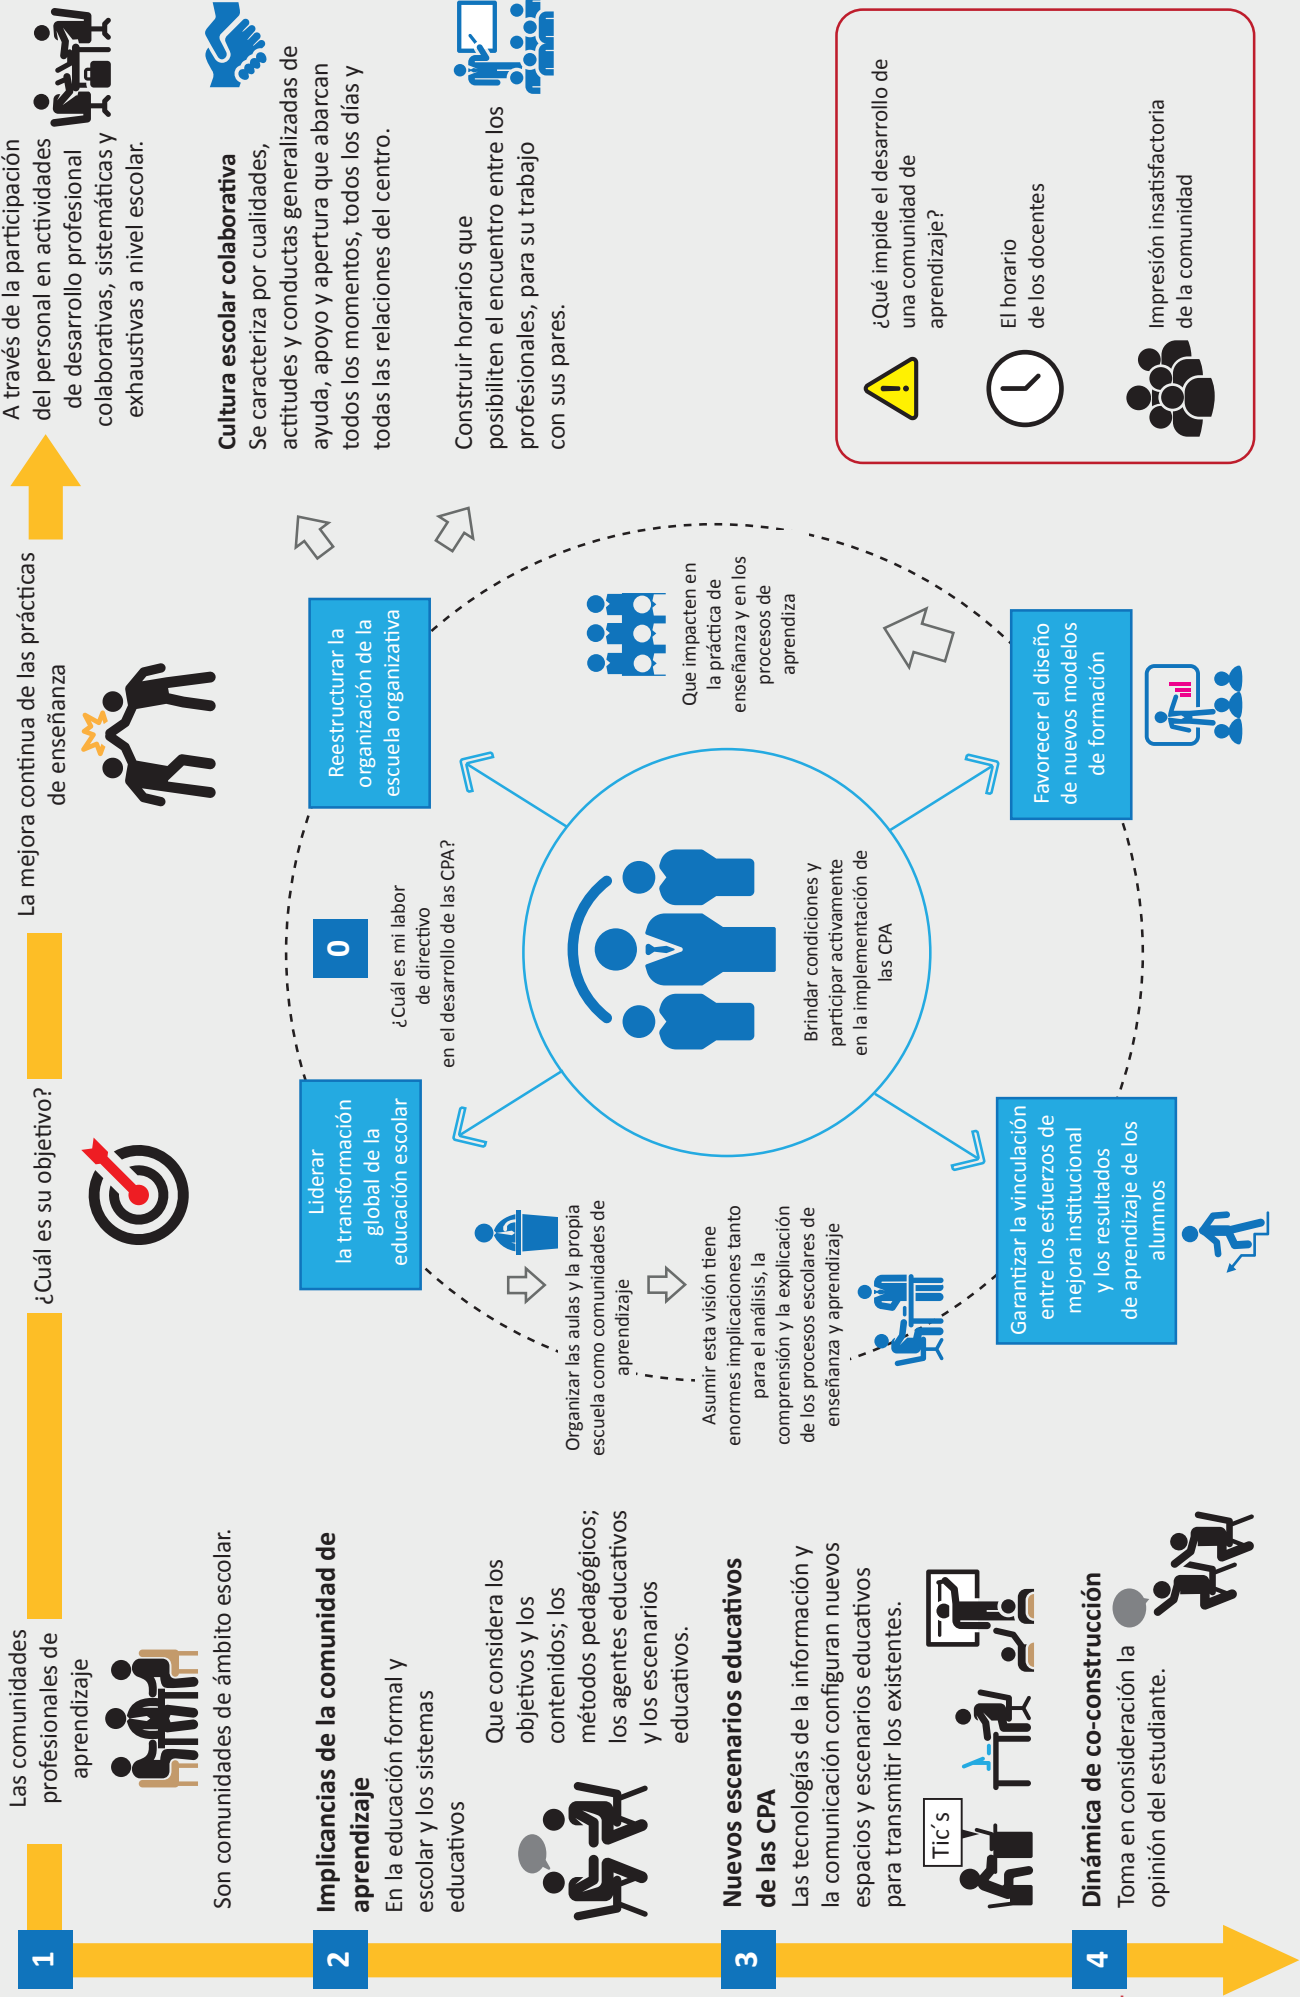 1
Las comunidades
profesionales de
aprendizaje
Son comunidades de ámbito escolar.
¿Cuál es su objetivo?
La mejora continua de las prácticas
de enseñanza
A través de la participación
del personal en actividades
de desarrollo profesional
colaborativas, sistemáticas y
exhaustivas a nivel escolar.
2
Implicancias de la comunidad de
aprendizaje
En la educación formal y
escolar y los sistemas
educativos
Que considera los
objetivos y los
contenidos; los
métodos pedagógicos;
los agentes educativos
y los escenarios
educativos.
3
Nuevos escenarios educativos
de las CPA
Las tecnologías de la información y
la comunicación configuran nuevos
espacios y escenarios educativos
para transmitir los existentes.
Tic´s
4
Dinámica de co-construcción
Toma en consideración la
opinión del estudiante.
0
¿Cuál es mi labor
de directivo
en el desarrollo de las CPA?
Brindar condiciones y
participar activamente
en la implementación de
las CPA
Liderar
la transformación
global de la
educación escolar
Organizar las aulas y la propia
escuela como comunidades de
aprendizaje
Asumir esta visión tiene
enormes implicaciones tanto
para el análisis, la
comprensión y la explicación
de los procesos escolares de
enseñanza y aprendizaje
Garantizar la vinculación
entre los esfuerzos de
mejora institucional
y los resultados
de aprendizaje de los
alumnos
Reestructurar la
organización de la
escuela organizativa
Que impacten en
la práctica de
enseñanza y en los
procesos de
aprendiza
Favorecer el diseño
de nuevos modelos
de formación
Cultura escolar colaborativa
Se caracteriza por cualidades,
actitudes y conductas generalizadas de
ayuda, apoyo y apertura que abarcan
todos los momentos, todos los días y
todas las relaciones del centro.
Construir horarios que
posibiliten el encuentro entre los
profesionales, para su trabajo
con sus pares.
¿Qué impide el desarrollo de
una comunidad de
aprendizaje?
El horario
de los docentes
Impresión insatisfactoria
de la comunidad